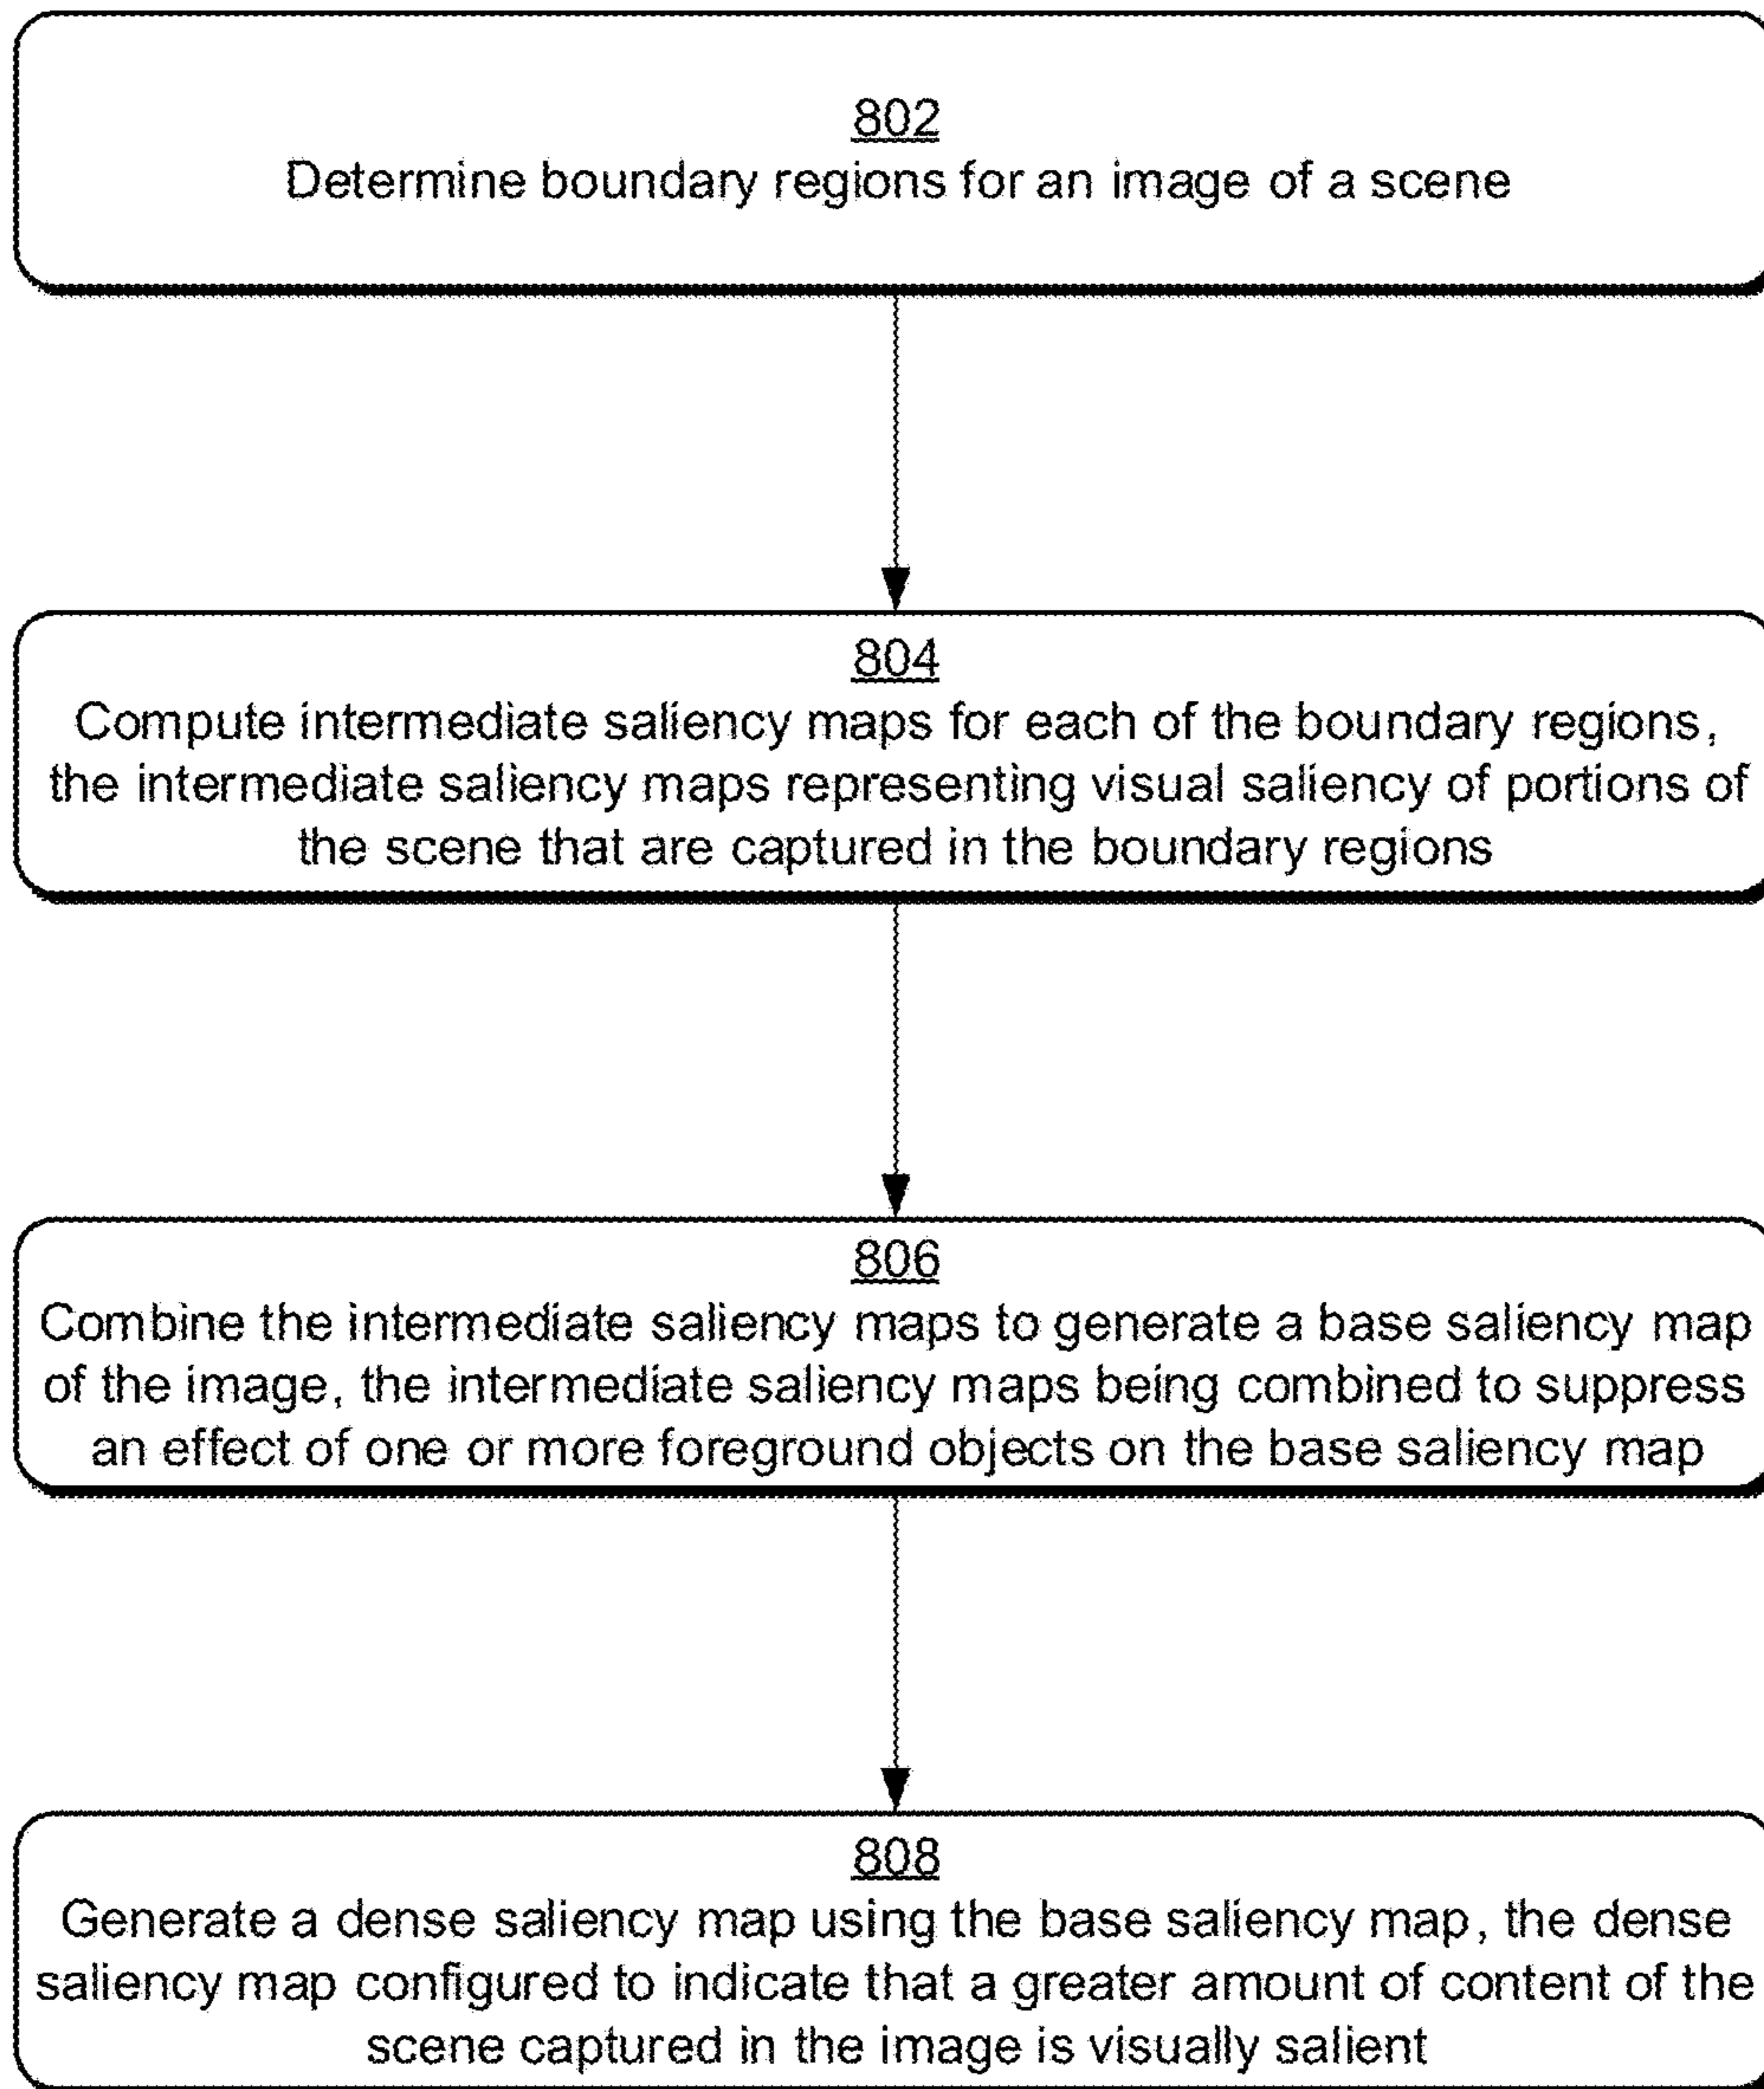 802
Determine boundary regions for an image of a scene
804
Compute intermediate saliency maps for each of the boundary regions,
the intermediate saliency maps representing visual saliency of portions of
the scene that are captured in the boundary regions
806
Combine the intermediate saliency maps to generate a base saliency map
of the image, the intermediate saliency maps being combined to suppress
an effect of one or more foreground objects on the base saliency map
808
Generate a dense saliency map using the base saliency map, the dense
saliency map configured to indicate that a greater amount of content of the
scene captured in the image is visually salient